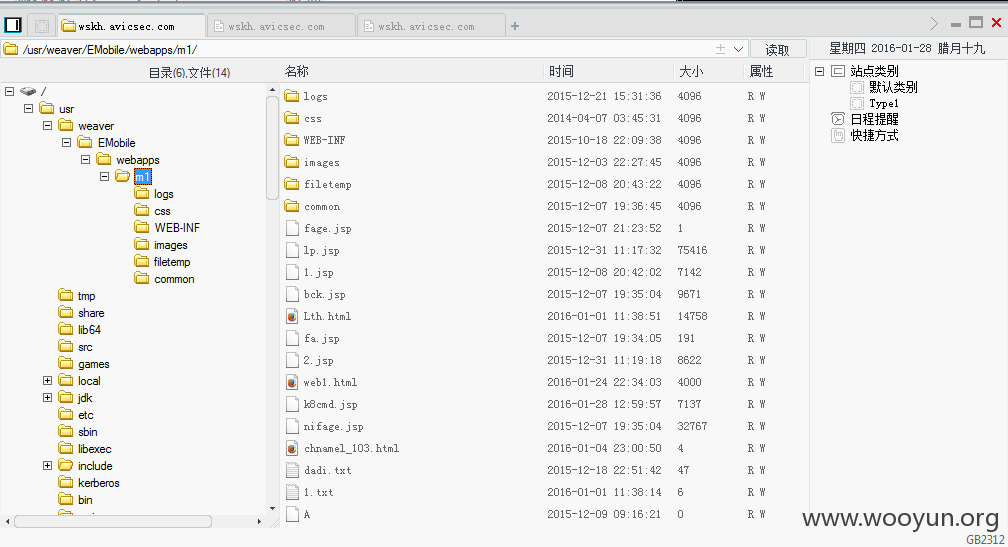 wskh.avicsec.com wskh.avicsec.com wskh.avicsec.com
/usr/weaver/EMobile/webapps/m1/ 读取 星期四 2016-01-28 腊月十九
目录(6),文件(14)
/
usr
weaver
EMobile
webapps
m1
logs
css
WEB-INF
images
filetemp
common
tmp
share
lib64
src
games
local
jdk
etc
sbin
libexec
include
kerberos
bin
名称 时间 大小 属性
logs 2015-12-21 15:31:36 4096 R W
css 2014-04-07 03:45:31 4096 R W
WEB-INF 2015-10-18 22:09:38 4096 R W
images 2015-12-03 22:27:45 4096 R W
filetemp 2015-12-08 20:43:22 4096 R W
common 2015-12-07 19:36:45 4096 R W
fage.jsp 2015-12-07 21:23:52 1 R W
lp.jsp 2015-12-31 11:17:32 75416 R W
1.jsp 2015-12-08 20:42:02 7142 R W
bck.jsp 2015-12-07 19:35:04 9671 R W
Lth.html 2016-01-01 11:38:51 14758 R W
fa.jsp 2015-12-07 19:34:05 191 R W
2.jsp 2015-12-31 11:19:18 8622 R W
web1.html 2016-01-24 22:34:03 4000 R W
k8cmd.jsp 2016-01-28 12:59:57 7137 R W
nifage.jsp 2015-12-07 19:35:04 32767 R W
chnamel_103.html 2016-01-04 23:00:50 4 R W
dadi.txt 2015-12-18 22:51:42 47 R W
1.txt 2016-01-01 11:38:14 6 R W
A 2015-12-09 09:16:21 0 R W
站点类别
默认类别
Type1
日程提醒
快捷方式
www.wooyun.org
GB2312